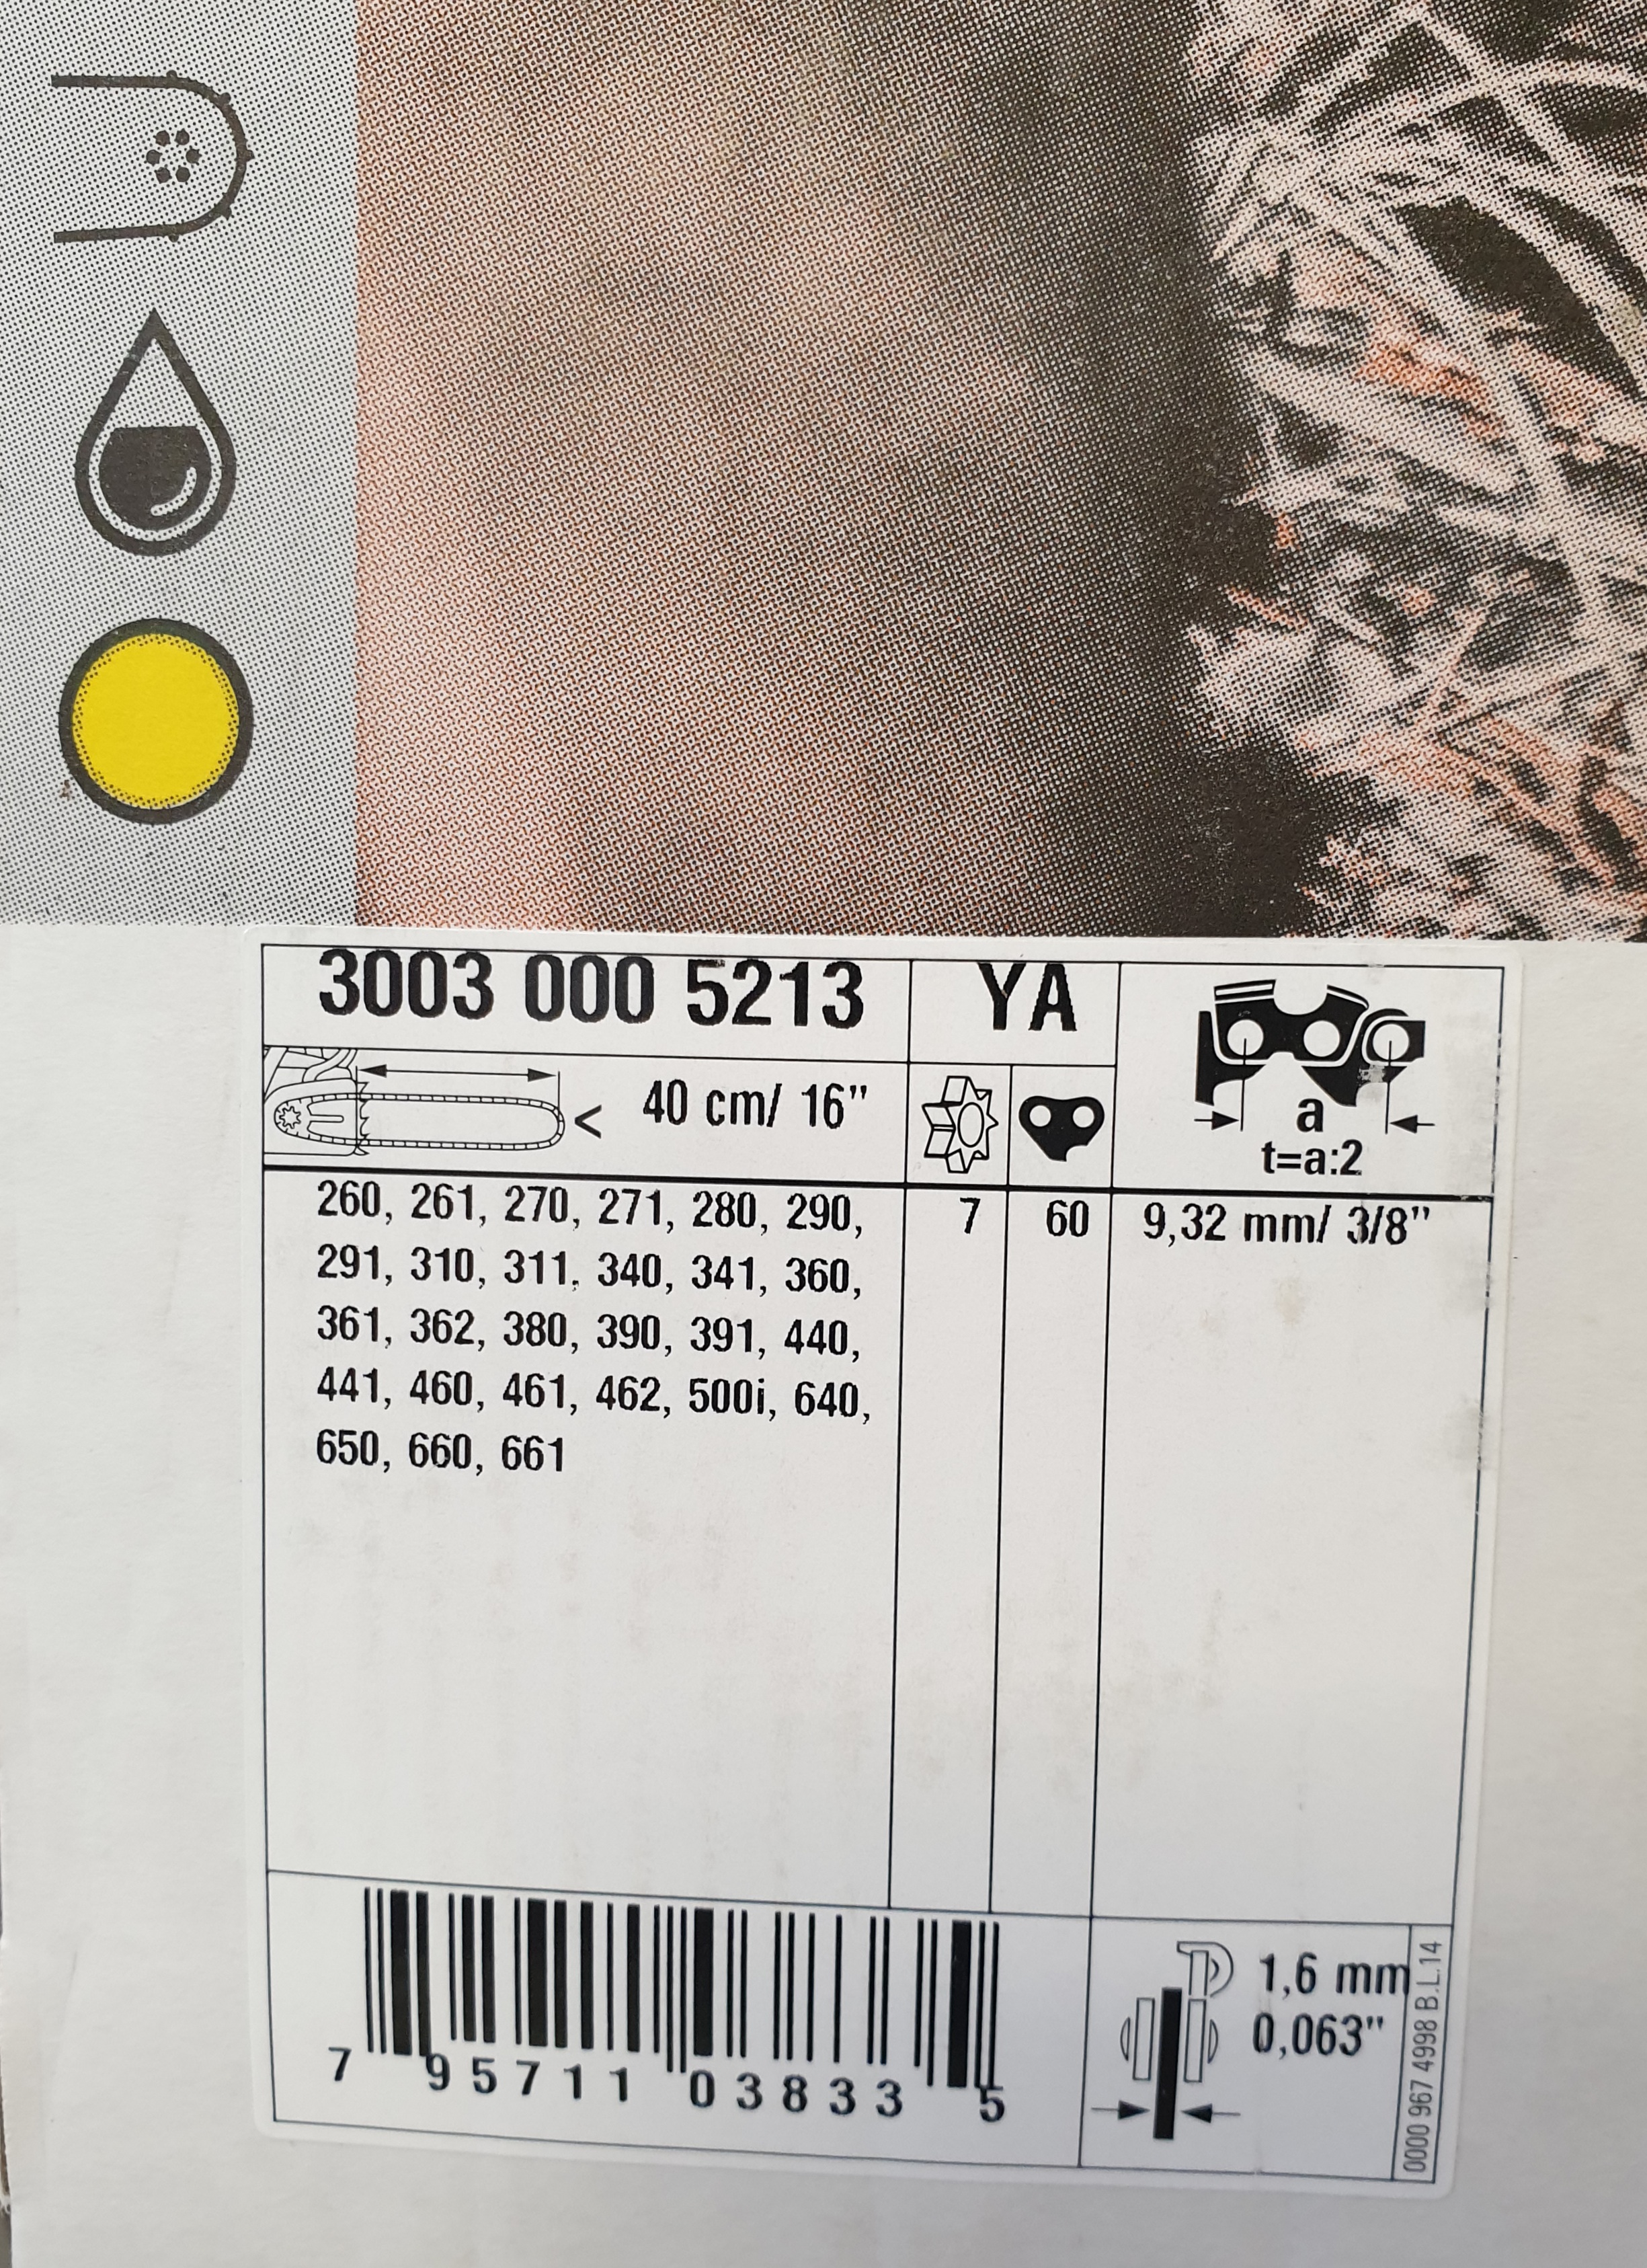 3003 000 5213 YA
< 40 cm/ 16"
a
t=a:2
260, 261, 270, 271, 280, 290,
291, 310, 311, 340, 341, 360,
361, 362, 380, 390, 391, 440,
441, 460, 461, 462, 500i, 640,
650, 660, 661
7 60 9,32 mm/ 3/8"
7 95711 03833 5
1,6 mm
0,063"
0000 967 4998 B.L.14